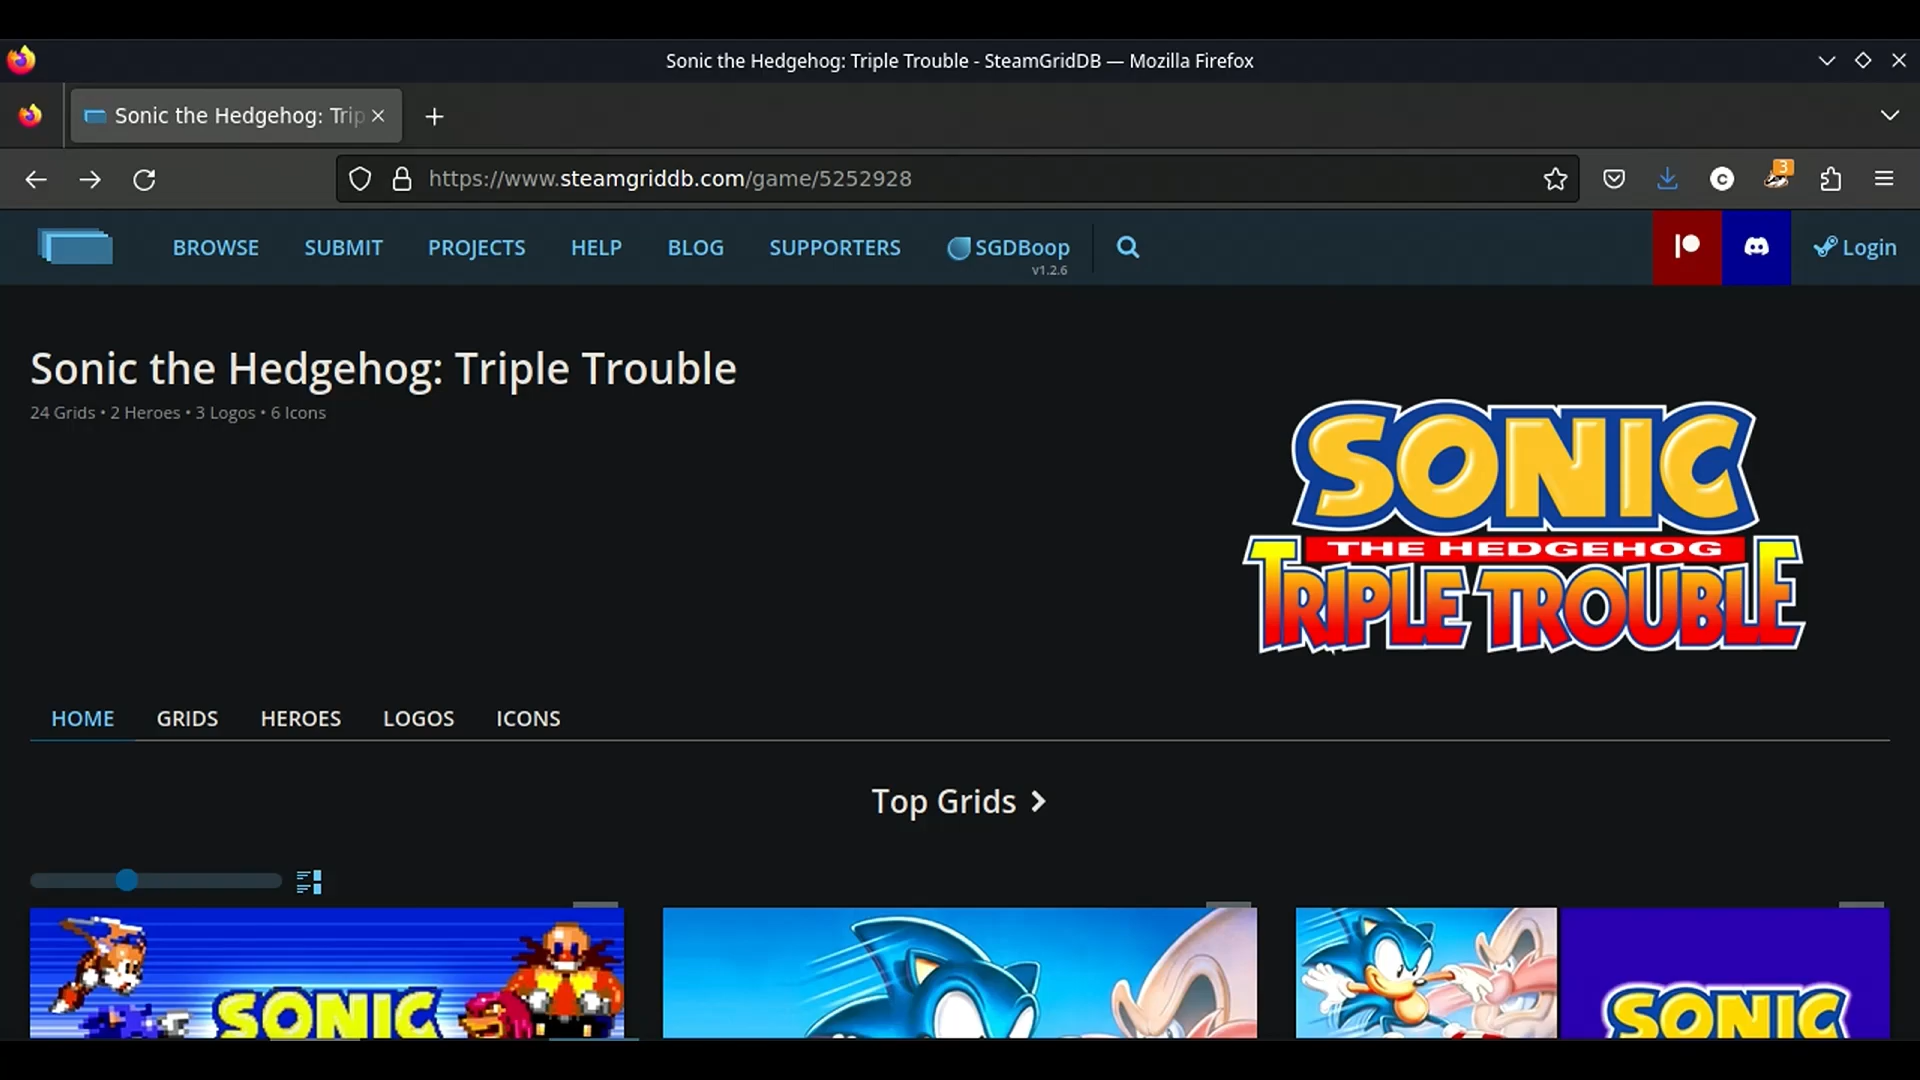 Sonic the Hedgehog: Triple Trouble - SteamGridDB — Mozilla Firefox
Sonic the Hedgehog: Trip
https://www.steamgriddb.com/game/5252928
3
BROWSE SUBMIT PROJECTS HELP BLOG SUPPORTERS SGDBoop Login
v1.2.6
Sonic the Hedgehog: Triple Trouble
24 Grids • 2 Heroes • 3 Logos • 6 Icons
SONIC
THE HEDGEHOG
TRIPLE TROUBLE
HOME GRIDS HEROES LOGOS ICONS
Top Grids
SONIC
SONIC